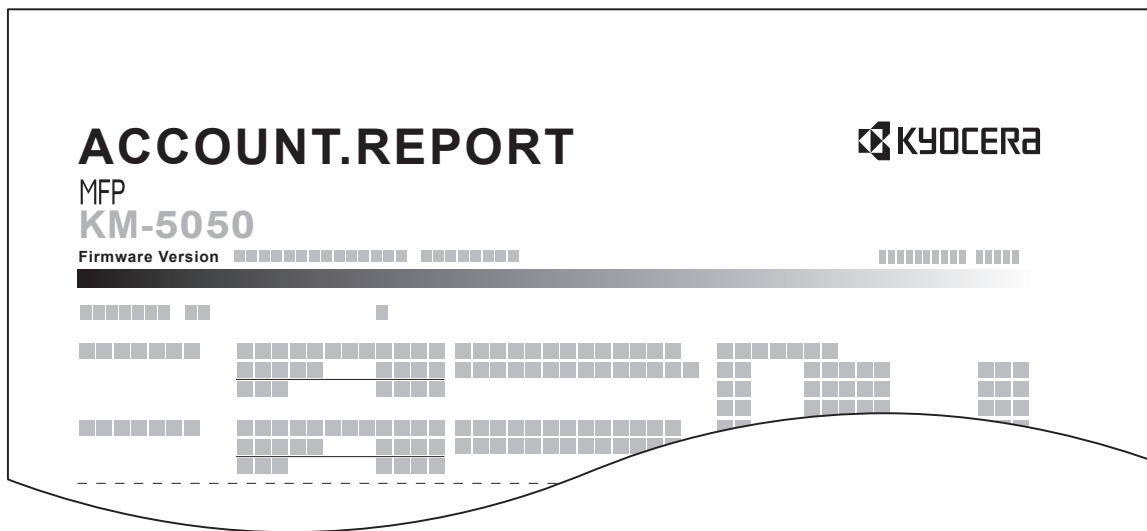 ACCOUNT.REPORT
KYOCERA
MFP
KM-5050
Firmware Version